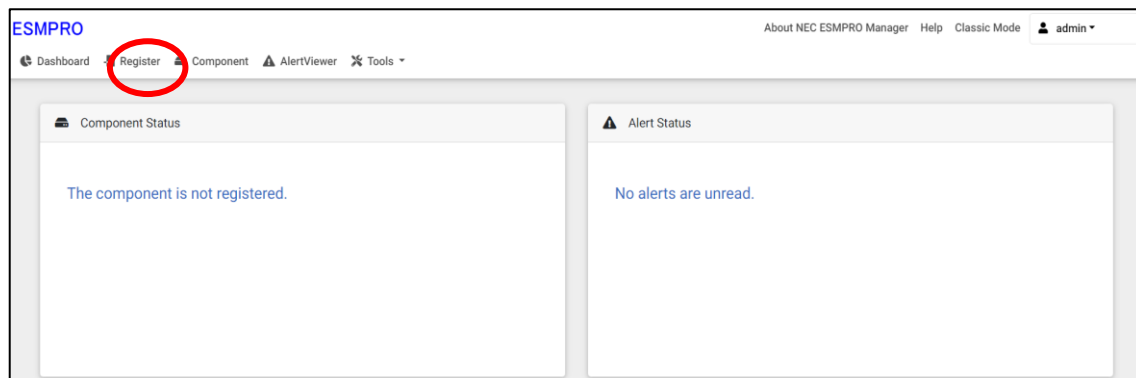 ESMPRO
About NEC ESMPRO Manager Help Classic Mode admin
Dashboard Register Component AlertViewer Tools
Component Status
Alert Status
The component is not registered.
No alerts are unread.